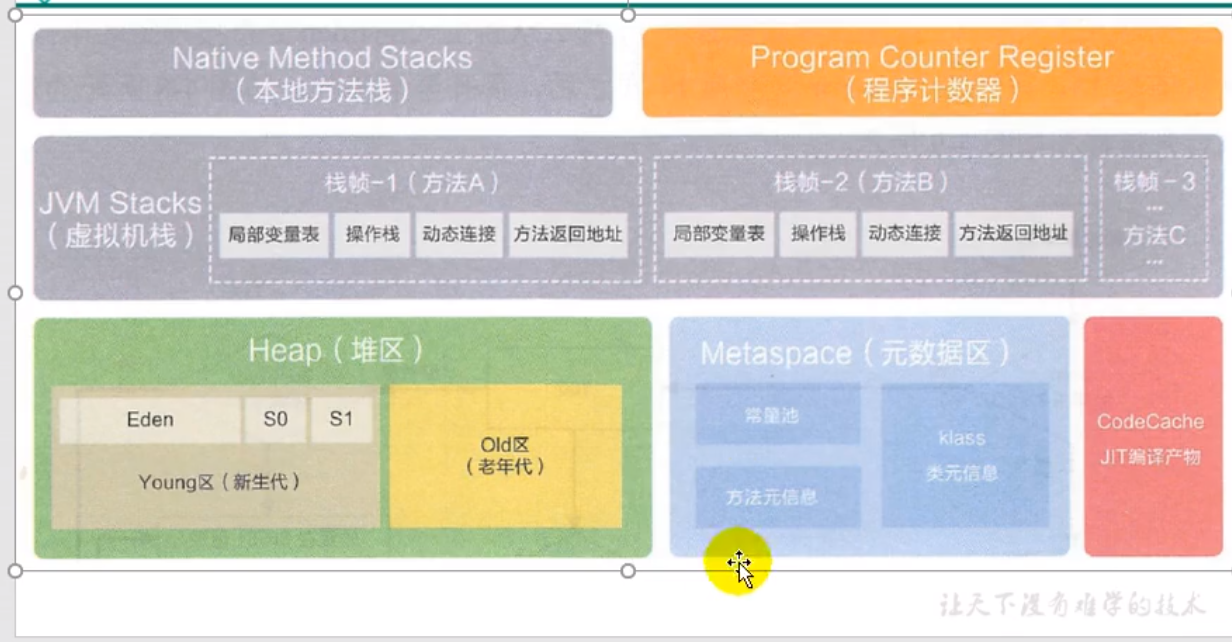 Native Method Stacks
（本地方法栈）
Program Counter Register
（程序计数器）
JVM Stacks
（虚拟机栈）
栈帧-1（方法A）
局部变量表
操作栈
动态连接
方法返回地址
栈帧-2（方法B）
局部变量表
操作栈
动态连接
方法返回地址
栈帧-3
...
方法C
...
Heap（堆区）
Eden
S0
S1
Young区（新生代）
Old区
（老年代）
Metaspace（元数据区）
常量池
方法元信息
klass
类元信息
CodeCache
JIT编译产物
让天下没有难学的技术